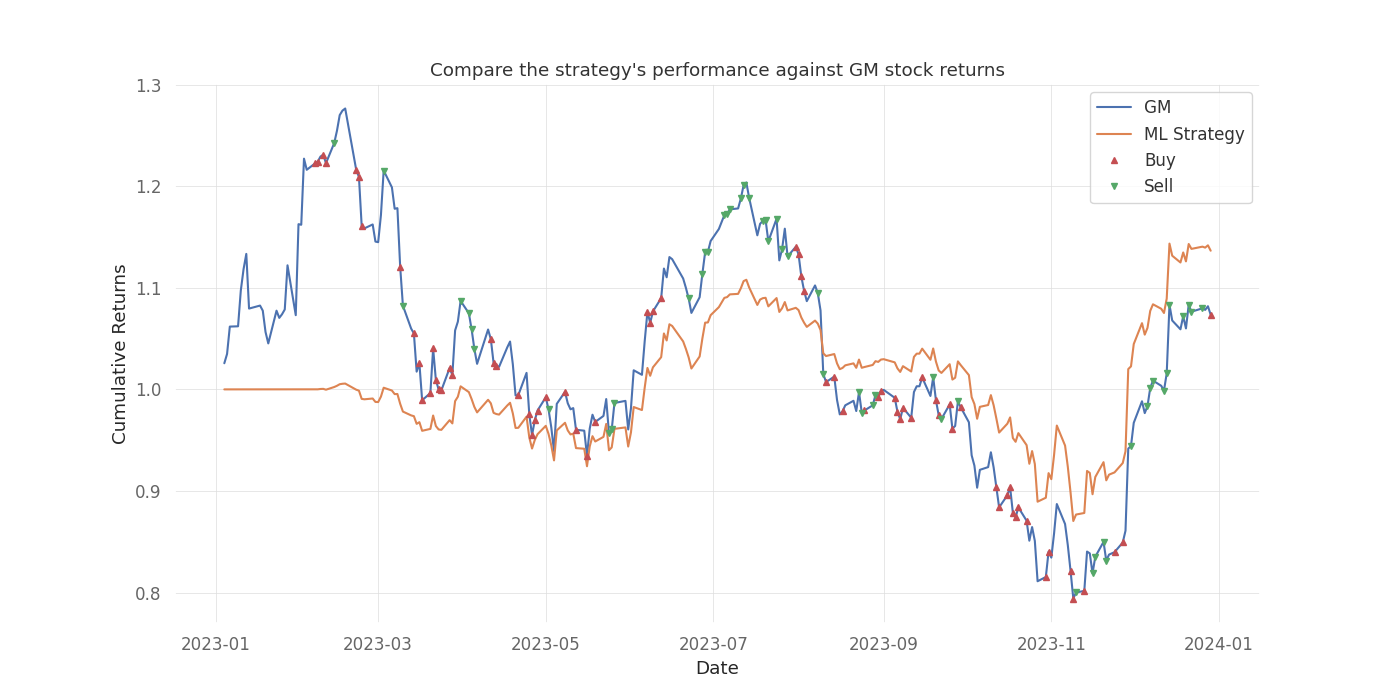 Compare the strategy's performance against GM stock returns
GM
ML Strategy
Buy
Sell
Cumulative Returns
1.3
1.2
1.1
1.0
0.9
0.8
2023-01 2023-03 2023-05 2023-07 2023-09 2023-11 2024-01
Date